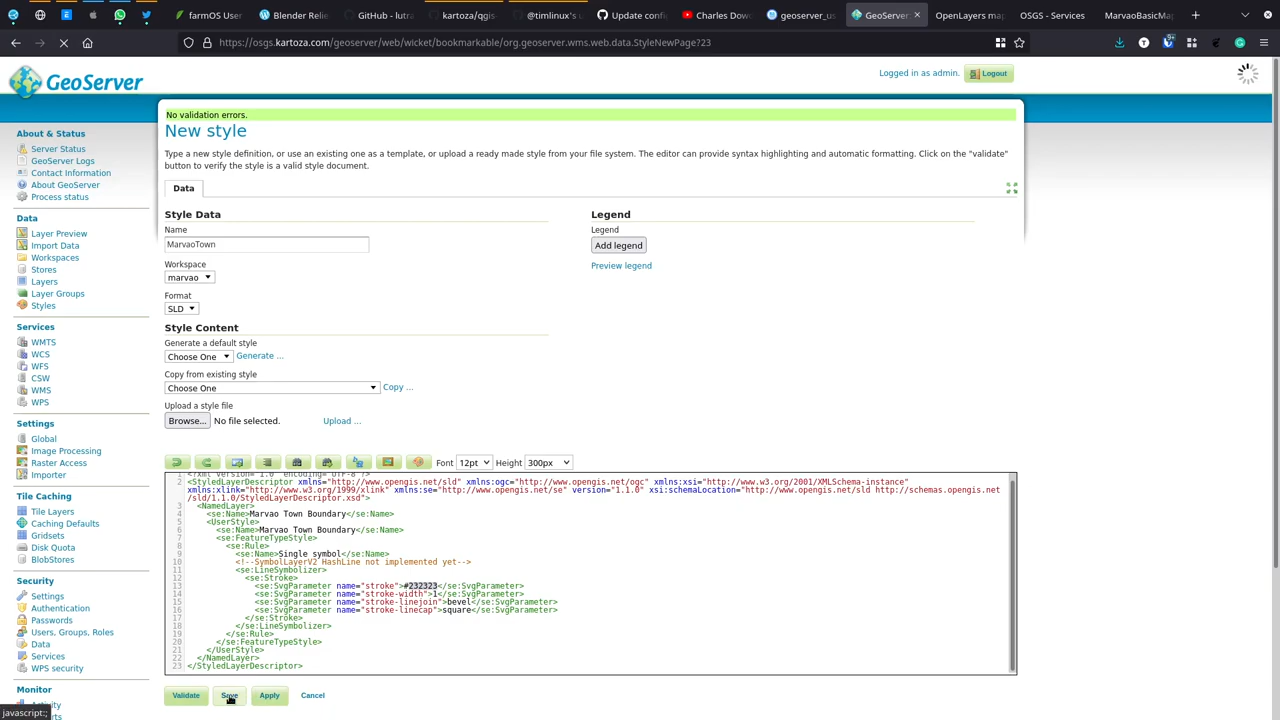 farmOS User
Blender Relie
GitHub - lutra
kartoza/qgis-
@timlinux's u
Update config
Charles Dow
geoserver_us
GeoServer
OpenLayers map
OSGS - Services
MarvaoBasicMa
https://osgs.kartoza.com/geoserver/web/wicket/bookmarkable/org.geoserver.wms.web.data.StyleNewPage?23
GeoServer
Logged in as admin.
Logout
About & Status
Server Status
GeoServer Logs
Contact Information
About GeoServer
Process status
Data
Layer Preview
Import Data
Workspaces
Stores
Layers
Layer Groups
Styles
Services
WMTS
WCS
WFS
CSW
WMS
WPS
Settings
Global
Image Processing
Raster Access
Importer
Tile Caching
Tile Layers
Caching Defaults
Gridsets
Disk Quota
BlobStores
Security
Settings
Authentication
Passwords
Users, Groups, Roles
Data
Services
WPS security
Monitor
Activity
javascript:;
No validation errors.
New style
Type a new style definition, or use an existing one as a template, or upload a ready made style from your file system. The editor can provide syntax highlighting and automatic formatting. Click on the "validate"
button to verify the style is a valid style document.
Data
Style Data
Name
MarvaoTown
Workspace
marvao
Format
SLD
Legend
Legend
Add legend
Preview legend
Style Content
Generate a default style
Choose One Generate ...
Copy from existing style
Choose One Copy ...
Upload a style file
Browse... No file selected. Upload ...
Font 12pt Height 300px
1 <?xml version="1.0" encoding="UTF-8"?>
2 <StyledLayerDescriptor xmlns="http://www.opengis.net/sld" xmlns:ogc="http://www.opengis.net/ogc" xmlns:xsi="http://www.w3.org/2001/XMLSchema-instance"
xmlns:xlink="http://www.w3.org/1999/xlink" xmlns:se="http://www.opengis.net/se" version="1.1.0" xsi:schemaLocation="http://www.opengis.net/sld http://schemas.opengis.net
/sld/1.1.0/StyledLayerDescriptor.xsd">
3 <NamedLayer>
4 <se:Name>Marvao Town Boundary</se:Name>
5 <UserStyle>
6 <se:Name>Marvao Town Boundary</se:Name>
7 <se:FeatureTypeStyle>
8 <se:Rule>
9 <se:Name>Single symbol</se:Name>
10 <!--SymbolLayerV2 HashLine not implemented yet-->
11 <se:LineSymbolizer>
12 <se:Stroke>
13 <se:SvgParameter name="stroke">#232323</se:SvgParameter>
14 <se:SvgParameter name="stroke-width">1</se:SvgParameter>
15 <se:SvgParameter name="stroke-linejoin">bevel</se:SvgParameter>
16 <se:SvgParameter name="stroke-linecap">square</se:SvgParameter>
17 </se:Stroke>
18 </se:LineSymbolizer>
19 </se:Rule>
20 </se:FeatureTypeStyle>
21 </UserStyle>
22 </NamedLayer>
23 </StyledLayerDescriptor>
Validate
Save
Apply
Cancel